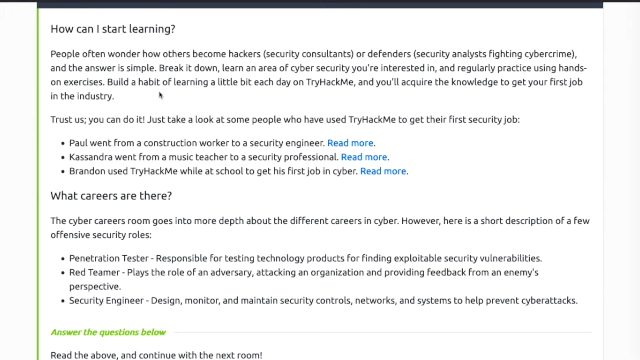 How can I start learning?
People often wonder how others become hackers (security consultants) or defenders (security analysts fighting cybercrime),
and the answer is simple. Break it down, learn an area of cyber security you're interested in, and regularly practice using hands-
on exercises. Build a habit of learning a little bit each day on TryHackMe, and you'll acquire the knowledge to get your first job
in the industry.
Trust us; you can do it! Just take a look at some people who have used TryHackMe to get their first security job:
• Paul went from a construction worker to a security engineer. Read more.
• Kassandra went from a music teacher to a security professional. Read more.
• Brandon used TryHackMe while at school to get his first job in cyber. Read more.
What careers are there?
The cyber careers room goes into more depth about the different careers in cyber. However, here is a short description of a few
offensive security roles:
• Penetration Tester - Responsible for testing technology products for finding exploitable security vulnerabilities.
• Red Teamer - Plays the role of an adversary, attacking an organization and providing feedback from an enemy's
perspective.
• Security Engineer - Design, monitor, and maintain security controls, networks, and systems to help prevent cyberattacks.
Answer the questions below
Read the above, and continue with the next room!